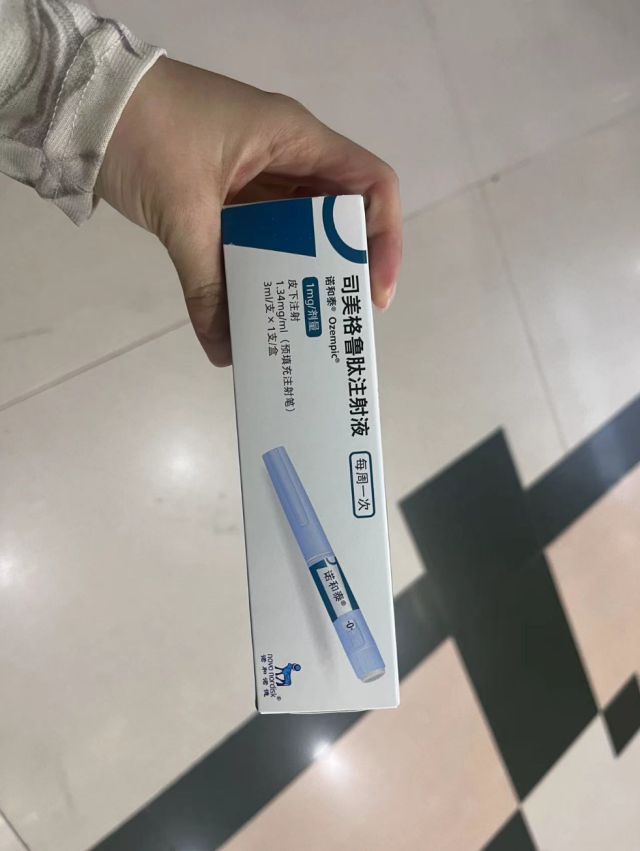 司美格鲁肽注射液
每周一次
诺和泰® Ozempic®
1mg/剂量
皮下注射
1.34mg/ml（预填充注射笔）
3ml/支 × 1支/盒
诺和泰®
novo nordisk®
诺和诺德